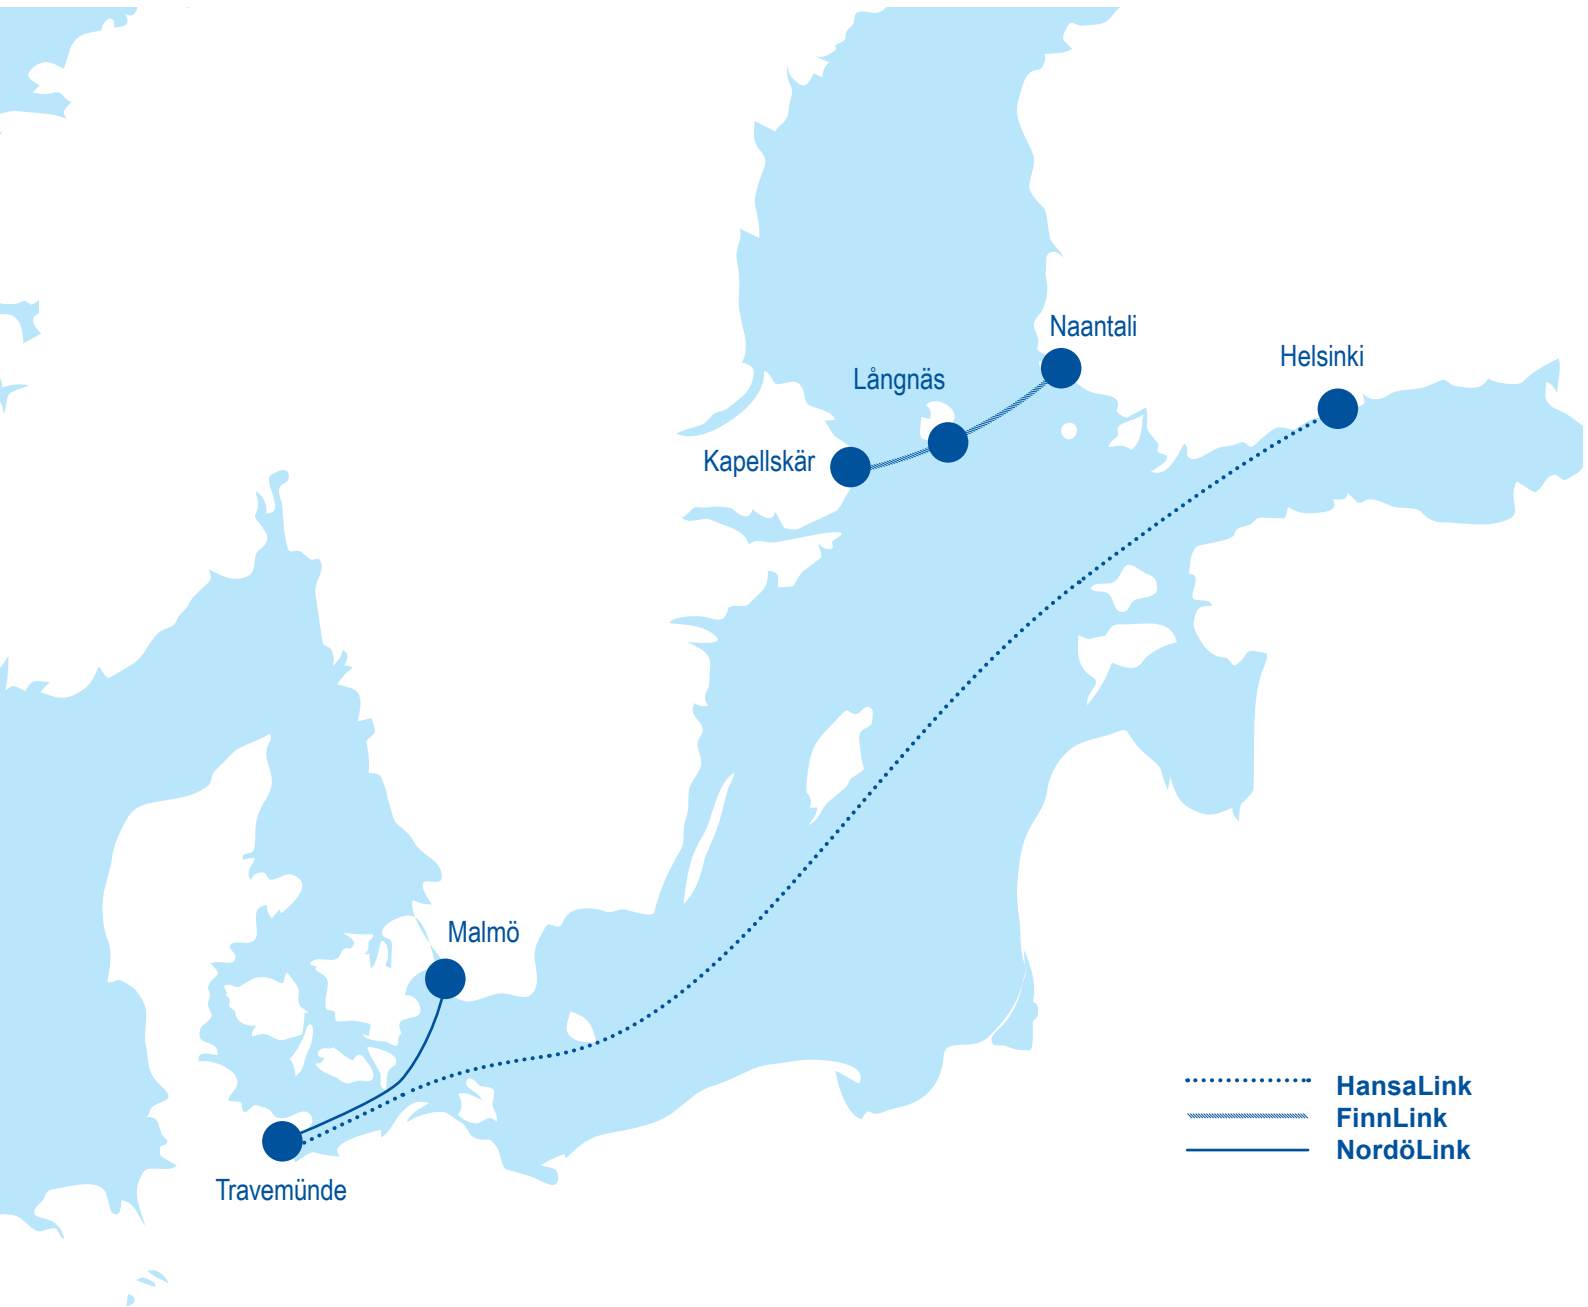 Naantali
Helsinki
Långnäs
Kapellskär
Malmö
HansaLink
FinnLink
NordöLink
Travemünde